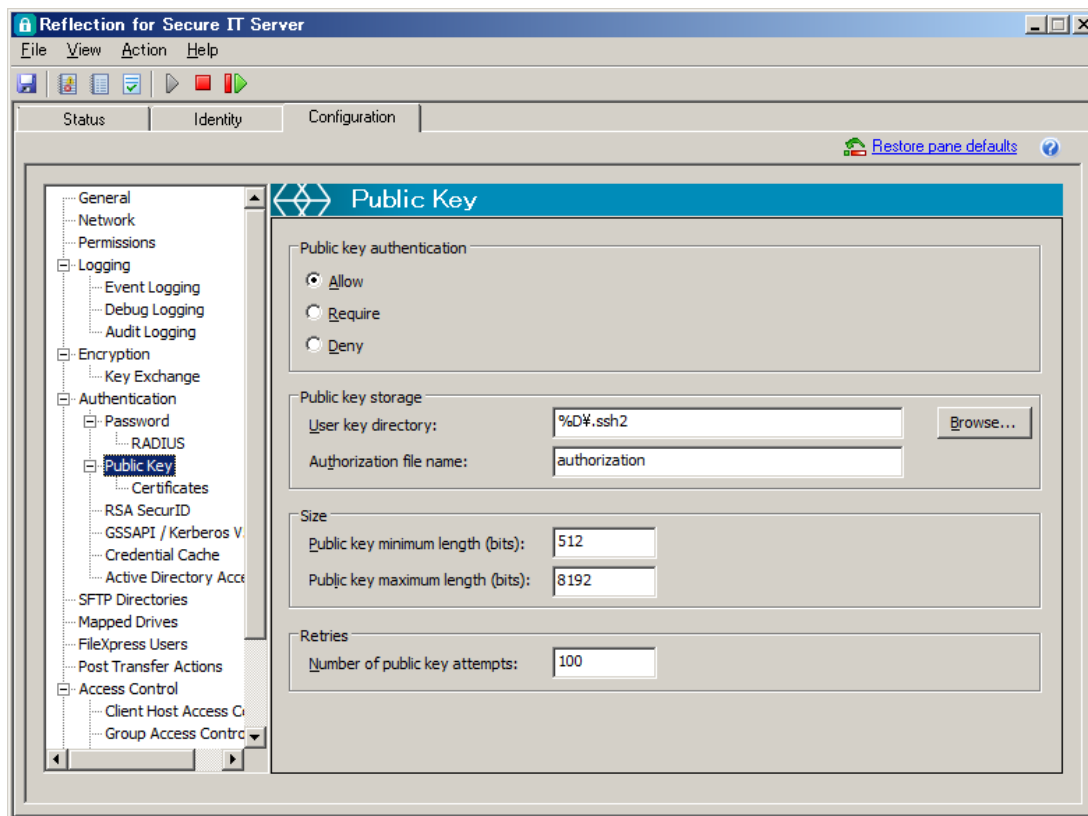 Reflection for Secure IT Server
File View Action Help
Status Identity Configuration
Restore pane defaults
General
Network
Permissions
Logging
Event Logging
Debug Logging
Audit Logging
Encryption
Key Exchange
Authentication
Password
RADIUS
Public Key
Certificates
RSA SecurID
GSSAPI / Kerberos V
Credential Cache
Active Directory Acce
SFTP Directories
Mapped Drives
FileXpress Users
Post Transfer Actions
Access Control
Client Host Access C
Group Access Contro
Public Key
Public key authentication
Allow
Require
Deny
Public key storage
User key directory: %D¥.ssh2 Browse...
Authorization file name: authorization
Size
Public key minimum length (bits): 512
Public key maximum length (bits): 8192
Retries
Number of public key attempts: 100